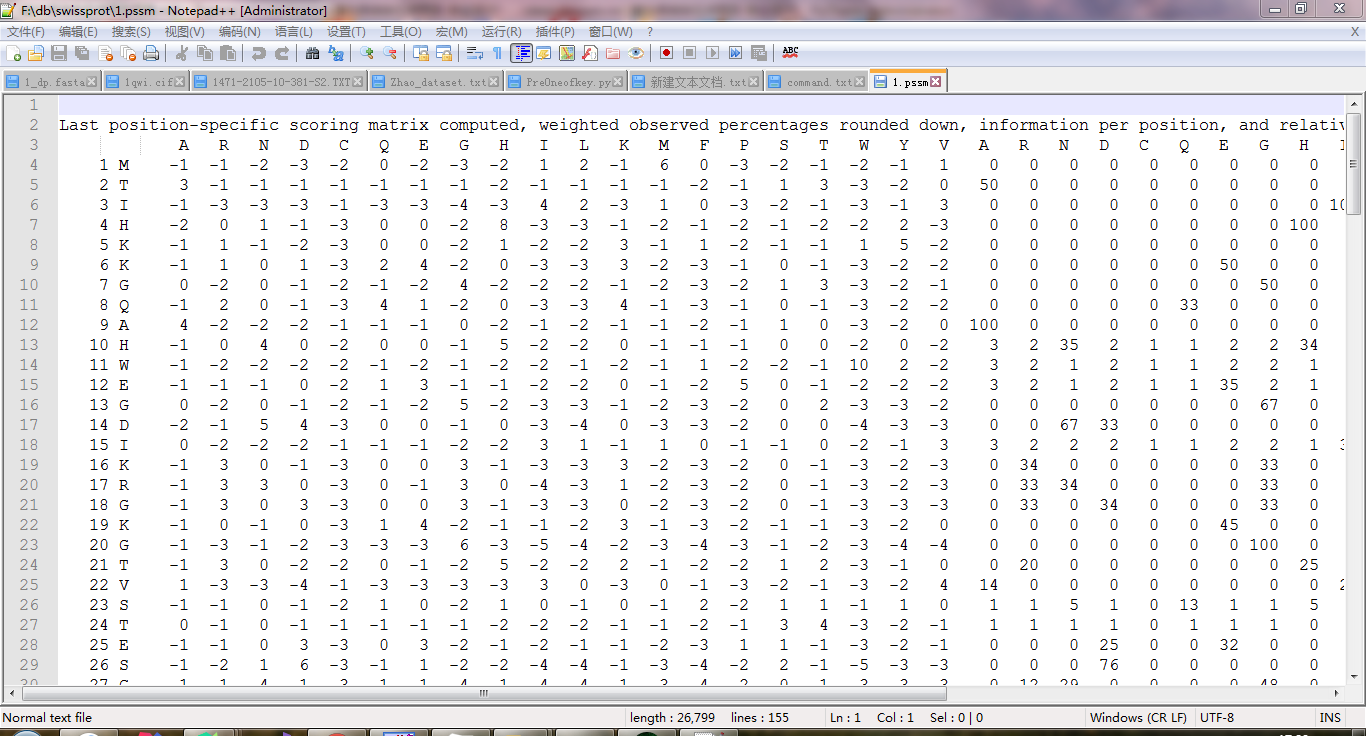 F:\db\swissprot\1.pssm - Notepad++ [Administrator]
文件(F) 编辑(E) 搜索(S) 视图(V) 编码(N) 语言(L) 设置(T) 工具(O) 宏(M) 运行(R) 插件(P) 窗口(W) ? X
1_dp.fasta 1qwi.cif 1471-2105-10-381-S2.TXT Zhao_dataset.txt PreOneofkey.py 新建文本文档.txt command.txt 1.pssm
1
2 Last position-specific scoring matrix computed, weighted observed percentages rounded down, information per position, and relativ
3 A R N D C Q E G H I L K M F P S T W Y V A R N D C Q E G H I
4 1 M -1 -1 -2 -3 -2 0 -2 -3 -2 1 2 -1 6 0 -3 -2 -1 -2 -1 1 0 0 0 0 0 0 0 0 0
5 2 T 3 -1 -1 -1 -1 -1 -1 -1 -2 -1 -1 -1 -1 -2 -1 1 3 -3 -2 0 50 0 0 0 0 0 0 0 0
6 3 I -1 -3 -3 -3 -1 -3 -3 -4 -3 4 2 -3 1 0 -3 -2 -1 -3 -1 3 0 0 0 0 0 0 0 0 0 10
7 4 H -2 0 1 -1 -3 0 0 -2 8 -3 -3 -1 -2 -1 -2 -1 -2 -2 2 -3 0 0 0 0 0 0 0 0 100
8 5 K -1 1 -1 -2 -3 0 0 -2 1 -2 -2 3 -1 1 -2 -1 -1 1 5 -2 0 0 0 0 0 0 0 0 0
9 6 K -1 1 0 1 -3 2 4 -2 0 -3 -3 3 -2 -3 -1 0 -1 -3 -2 -2 0 0 0 0 0 0 50 0 0
10 7 G 0 -2 0 -1 -2 -1 -2 4 -2 -2 -2 -1 -2 -3 -2 1 3 -3 -2 -2 0 0 0 0 0 0 0 50 0
11 8 Q -1 2 0 -1 -3 4 1 -2 0 -3 -3 4 -1 -3 -2 0 -1 -3 -2 -2 0 0 0 0 0 33 0 0 0
12 9 A 4 -2 -2 -2 -1 -1 -1 0 -2 -1 -2 -1 -1 -2 -1 1 0 -3 -2 0 100 0 0 0 0 0 0 0 0
13 10 H -1 0 4 0 -2 0 0 -1 5 -2 -2 0 -1 -1 -1 0 0 -2 0 -2 3 2 35 2 1 1 2 2 34
14 11 W -1 -2 -2 -2 -2 -1 -2 -1 -2 -1 -1 -2 -1 1 -2 -2 -1 10 2 -2 3 2 1 2 1 1 2 2 1
15 12 E -1 -1 -1 0 -2 1 3 -1 -1 -2 -2 0 -1 -2 5 0 -1 -2 -2 -2 3 2 1 2 1 1 35 2 1
16 13 G 0 -2 0 -1 -2 -1 -2 5 -2 -3 -3 -1 -2 -3 -2 0 2 -3 -3 -2 0 0 0 0 0 0 0 67 0
17 14 D -2 -1 5 4 -3 0 0 -1 0 -3 -4 0 -3 -3 -2 0 0 -4 -3 -3 0 0 67 33 0 0 0 0 0
18 15 I 0 -2 -2 -2 -1 -1 -1 -2 -2 3 1 -1 1 0 -1 -1 0 -2 -1 3 3 2 2 2 1 1 2 2 1
19 16 K -1 3 0 -1 -3 0 0 3 -1 -3 -3 3 -2 -3 -2 0 -1 -3 -2 -3 0 34 0 0 0 0 0 33 0
20 17 R -1 3 3 0 -3 0 -1 3 0 -4 -3 1 -2 -3 -2 0 -1 -3 -2 -3 0 33 34 0 0 0 0 33 0
21 18 G -1 3 0 3 -3 0 0 3 -1 -3 -3 0 -2 -3 -2 0 -1 -3 -3 -3 0 33 0 34 0 0 0 33 0
22 19 K -1 0 -1 0 -3 1 4 -2 -1 -1 -2 3 -1 -3 -2 -1 -1 -3 -2 0 0 0 0 0 0 0 45 0 0
23 20 G -1 -3 -1 -2 -3 -3 -3 6 -3 -5 -4 -2 -3 -4 -3 -1 -2 -3 -4 -4 0 0 0 0 0 0 0 100 0
24 21 T -1 3 0 -2 -2 0 -1 -2 5 -2 -2 2 -1 -2 -2 1 2 -3 -1 0 0 20 0 0 0 0 0 0 25
25 22 V 1 -3 -3 -4 -1 -3 -3 -3 -3 3 0 -3 0 -1 -3 -2 -1 -3 -2 4 14 0 0 0 0 0 0 0 0 2
26 23 S -1 -1 0 -1 -2 1 0 -2 1 0 -1 0 -1 2 -2 1 1 -1 1 0 1 1 5 1 0 13 1 1 5
27 24 T 0 -1 0 -1 -1 -1 -1 -1 -2 -2 -2 -1 -1 -2 -1 3 4 -3 -2 -1 1 1 1 1 0 1 1 1 0
28 25 E -1 -1 0 3 -3 0 3 -2 -1 -2 -1 -1 -2 -3 1 1 -1 -3 -2 -1 0 0 0 25 0 0 32 0 0
29 26 S -1 -2 1 6 -3 -1 1 -2 -2 -4 -4 -1 -3 -4 -2 2 -1 -5 -3 -3 0 0 0 76 0 0 0 0 0
Normal text file length : 26,799 lines : 155 Ln : 1 Col : 1 Sel : 0 | 0 Windows (CR LF) UTF-8 INS